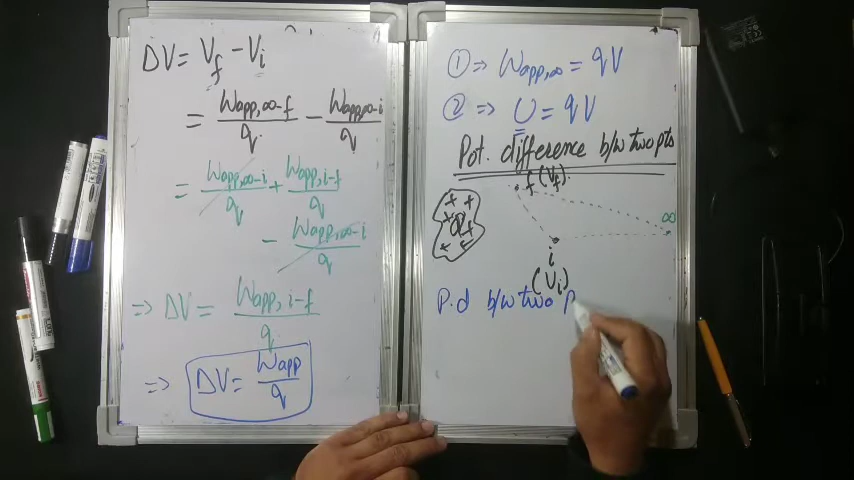 ΔV = Vf - Vi
= Wapp,∞-f/q - Wapp,∞-i/q
= Wapp,∞-i/q + Wapp,i-f/q
- Wapp,∞-i/q
=> ΔV = Wapp,i-f/q
=> ΔV = Wapp/q
① => Wapp,∞ = qV
② => U = qV
Pot. difference b/w two pts
f (Vf)
+ +
+ Q +
+ +
∞
i
(Vi)
P.d b/w two p